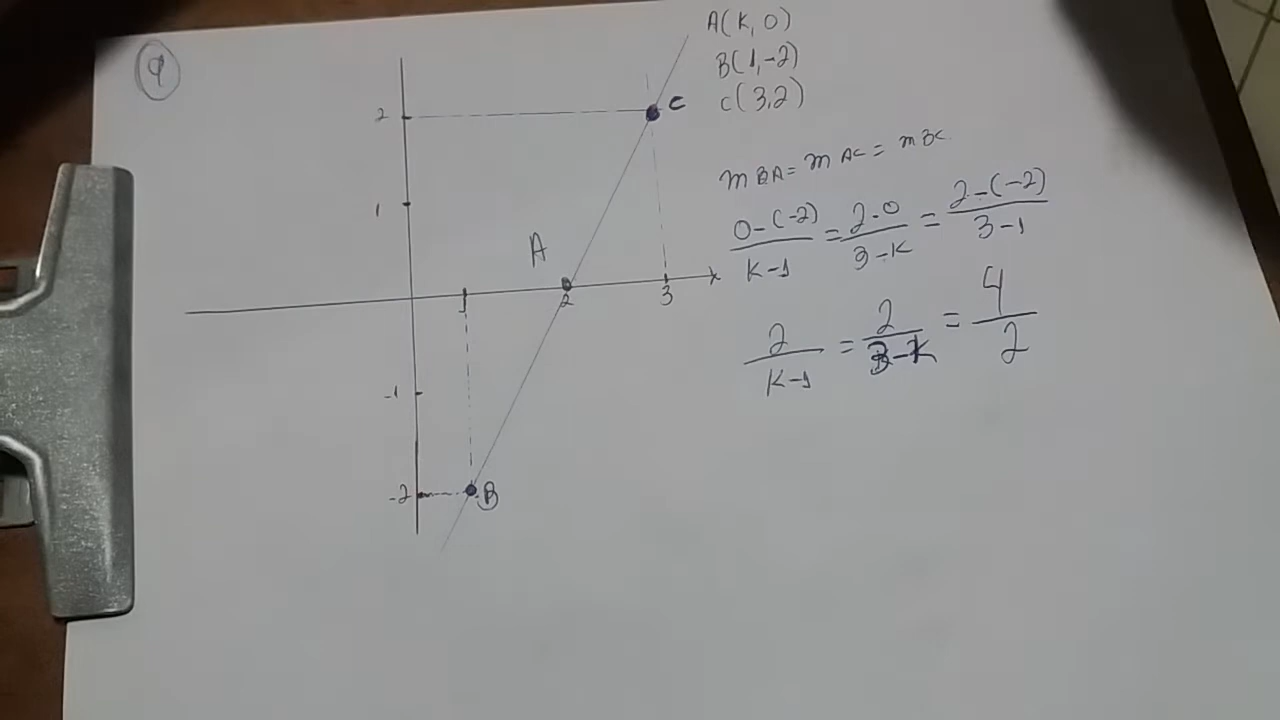 9
A(K, 0)
B(1, -2)
C(3, 2)
m BA = m AC = m BC
0-(-2)/K-1 = 2-0/3-K = 2-(-2)/3-1
2/K-1 = 2/3-K = 4/2
2
C
1
A
1
2
3
x
-1
-2
B